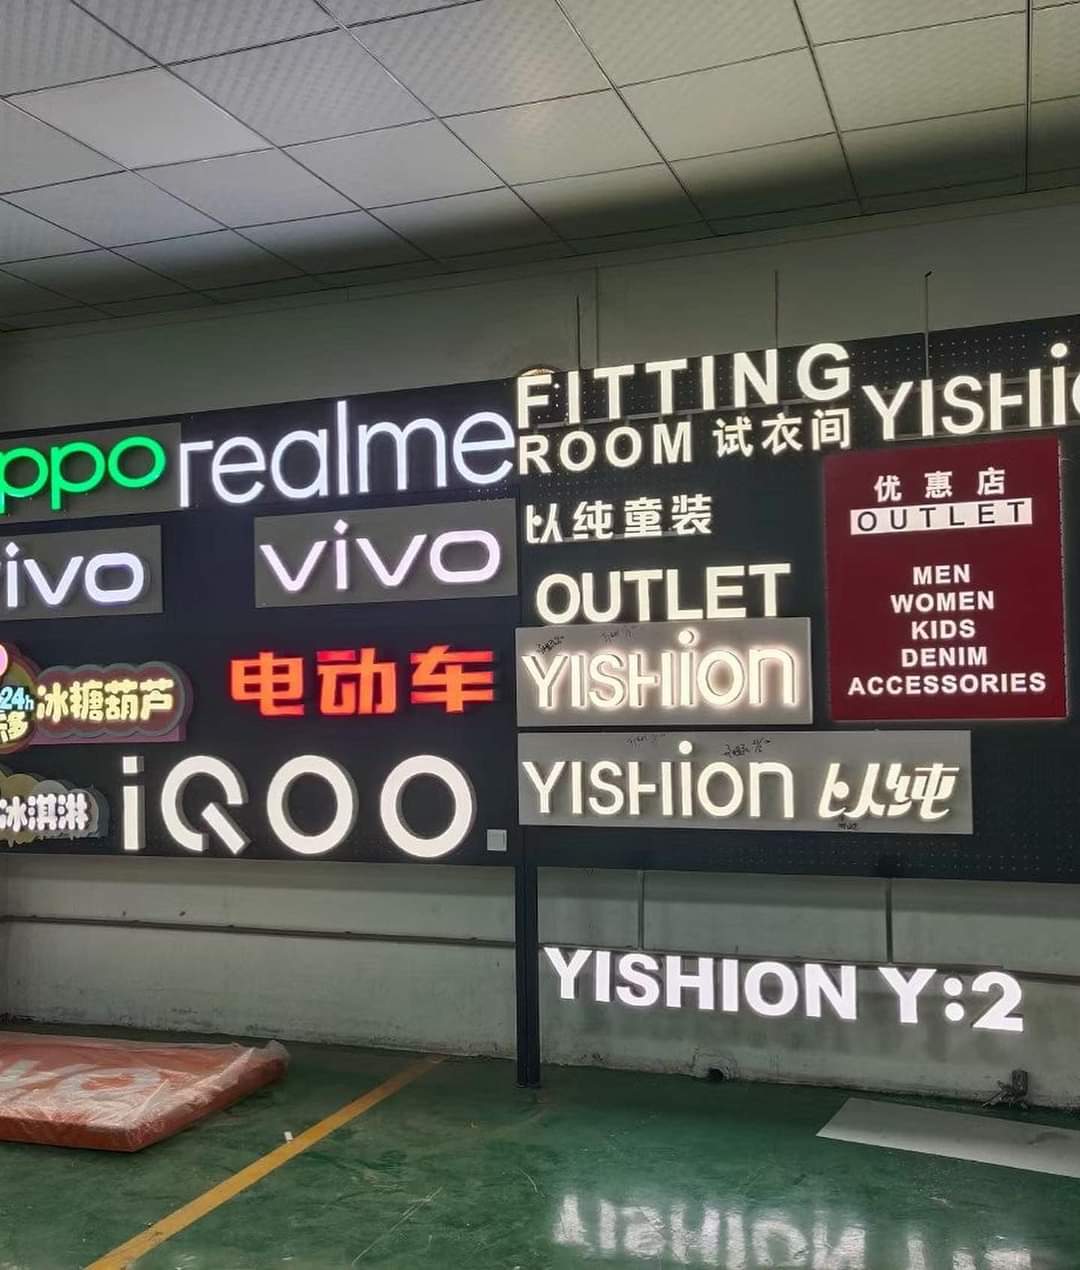 oppo
realme
vivo
vivo
24h
冰糖葫芦
电动车
冰淇淋
iQOO
FITTING
ROOM 试衣间
YISHi
以纯童装
OUTLET
YISHion
YISHion 以纯
优惠店
OUTLET
MEN
WOMEN
KIDS
DENIM
ACCESSORIES
YISHION Y:2